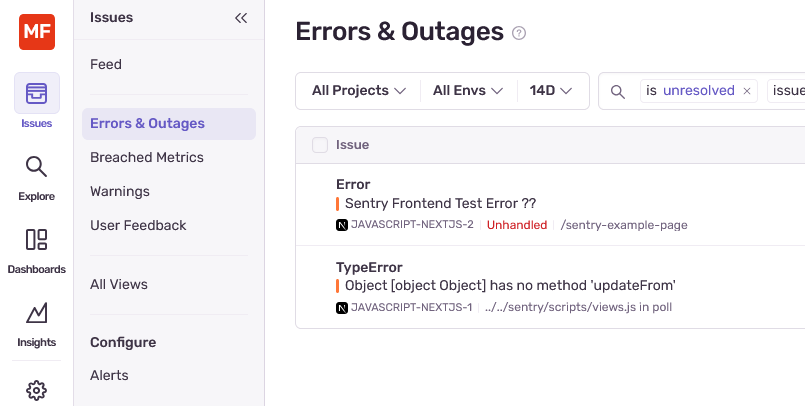 MF
Issues
Explore
Dashboards
Insights
Issues
Feed
Errors & Outages
Breached Metrics
Warnings
User Feedback
All Views
Configure
Alerts
Errors & Outages ?
All Projects All Envs 14D is unresolved × issue
Issue
Error
Sentry Frontend Test Error ??
N JAVASCRIPT-NEXTJS-2 Unhandled /sentry-example-page
TypeError
Object [object Object] has no method 'updateFrom'
N JAVASCRIPT-NEXTJS-1 ../../sentry/scripts/views.js in poll